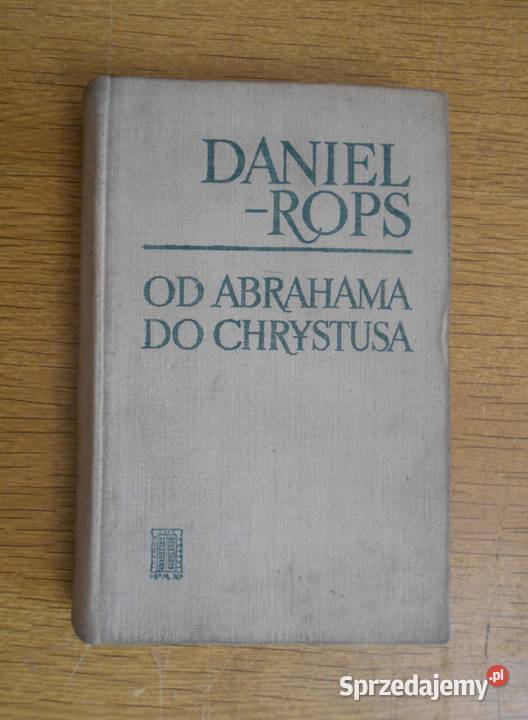 DANIEL
-ROPS
OD ABRAHAMA
DO CHRYSTUSA
PAX
Sprzedajemy.pl